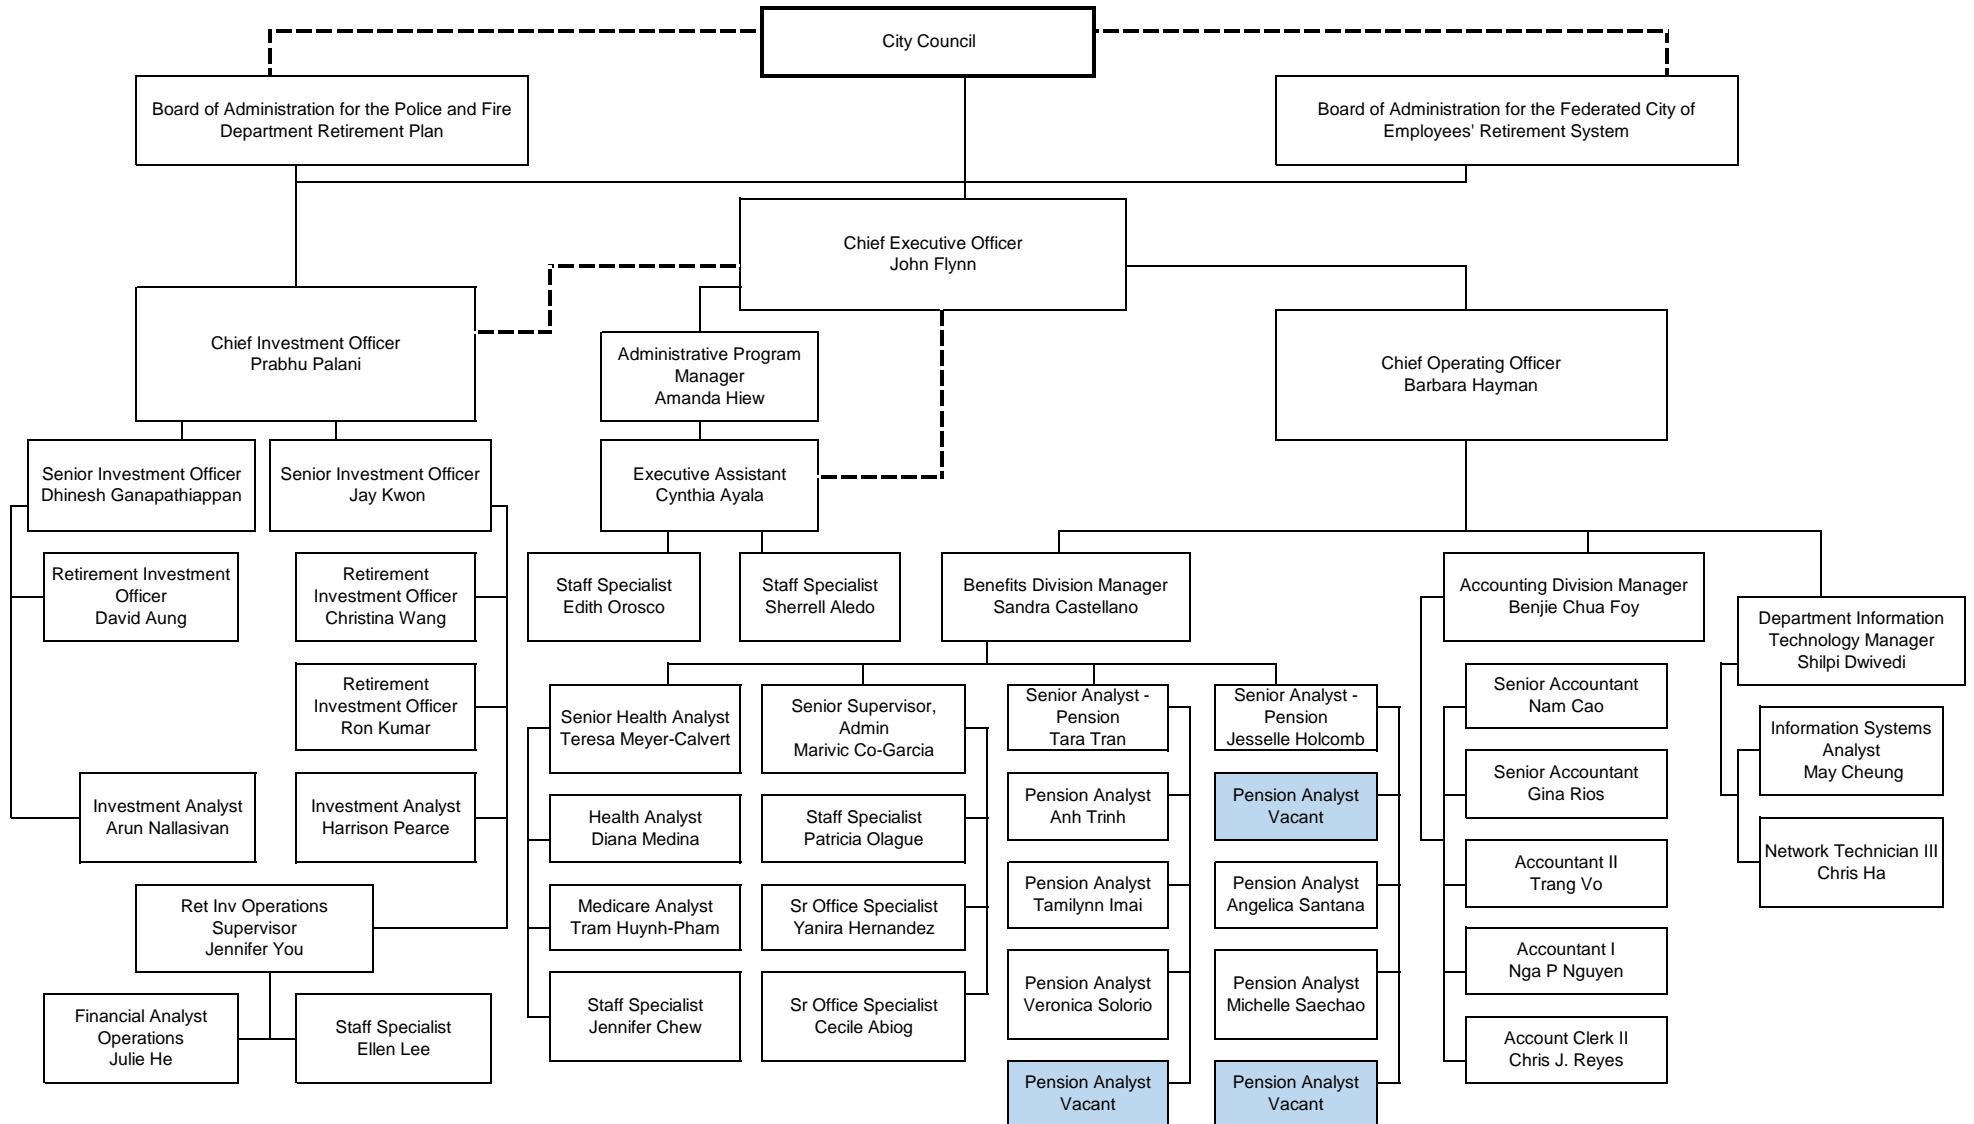 City Council
Board of Administration for the Police and Fire
Department Retirement Plan
Board of Administration for the Federated City of
Employees' Retirement System
Chief Executive Officer
John Flynn
Chief Investment Officer
Prabhu Palani
Administrative Program
Manager
Amanda Hiew
Chief Operating Officer
Barbara Hayman
Senior Investment Officer
Dhinesh Ganapathiappan
Senior Investment Officer
Jay Kwon
Executive Assistant
Cynthia Ayala
Retirement Investment
Officer
David Aung
Retirement
Investment Officer
Christina Wang
Staff Specialist
Edith Orosco
Staff Specialist
Sherrell Aledo
Benefits Division Manager
Sandra Castellano
Accounting Division Manager
Benjie Chua Foy
Department Information
Technology Manager
Shilpi Dwivedi
Retirement
Investment Officer
Ron Kumar
Senior Health Analyst
Teresa Meyer-Calvert
Senior Supervisor,
Admin
Marivic Co-Garcia
Senior Analyst -
Pension
Tara Tran
Senior Analyst -
Pension
Jesselle Holcomb
Senior Accountant
Nam Cao
Information Systems
Analyst
May Cheung
Investment Analyst
Arun Nallasivan
Investment Analyst
Harrison Pearce
Health Analyst
Diana Medina
Staff Specialist
Patricia Olague
Pension Analyst
Anh Trinh
Pension Analyst
Vacant
Senior Accountant
Gina Rios
Network Technician III
Chris Ha
Ret Inv Operations
Supervisor
Jennifer You
Medicare Analyst
Tram Huynh-Pham
Sr Office Specialist
Yanira Hernandez
Pension Analyst
Tamilynn Imai
Pension Analyst
Angelica Santana
Accountant II
Trang Vo
Financial Analyst
Operations
Julie He
Staff Specialist
Ellen Lee
Staff Specialist
Jennifer Chew
Sr Office Specialist
Cecile Abiog
Pension Analyst
Veronica Solorio
Pension Analyst
Michelle Saechao
Accountant I
Nga P Nguyen
Account Clerk II
Chris J. Reyes
Pension Analyst
Vacant
Pension Analyst
Vacant